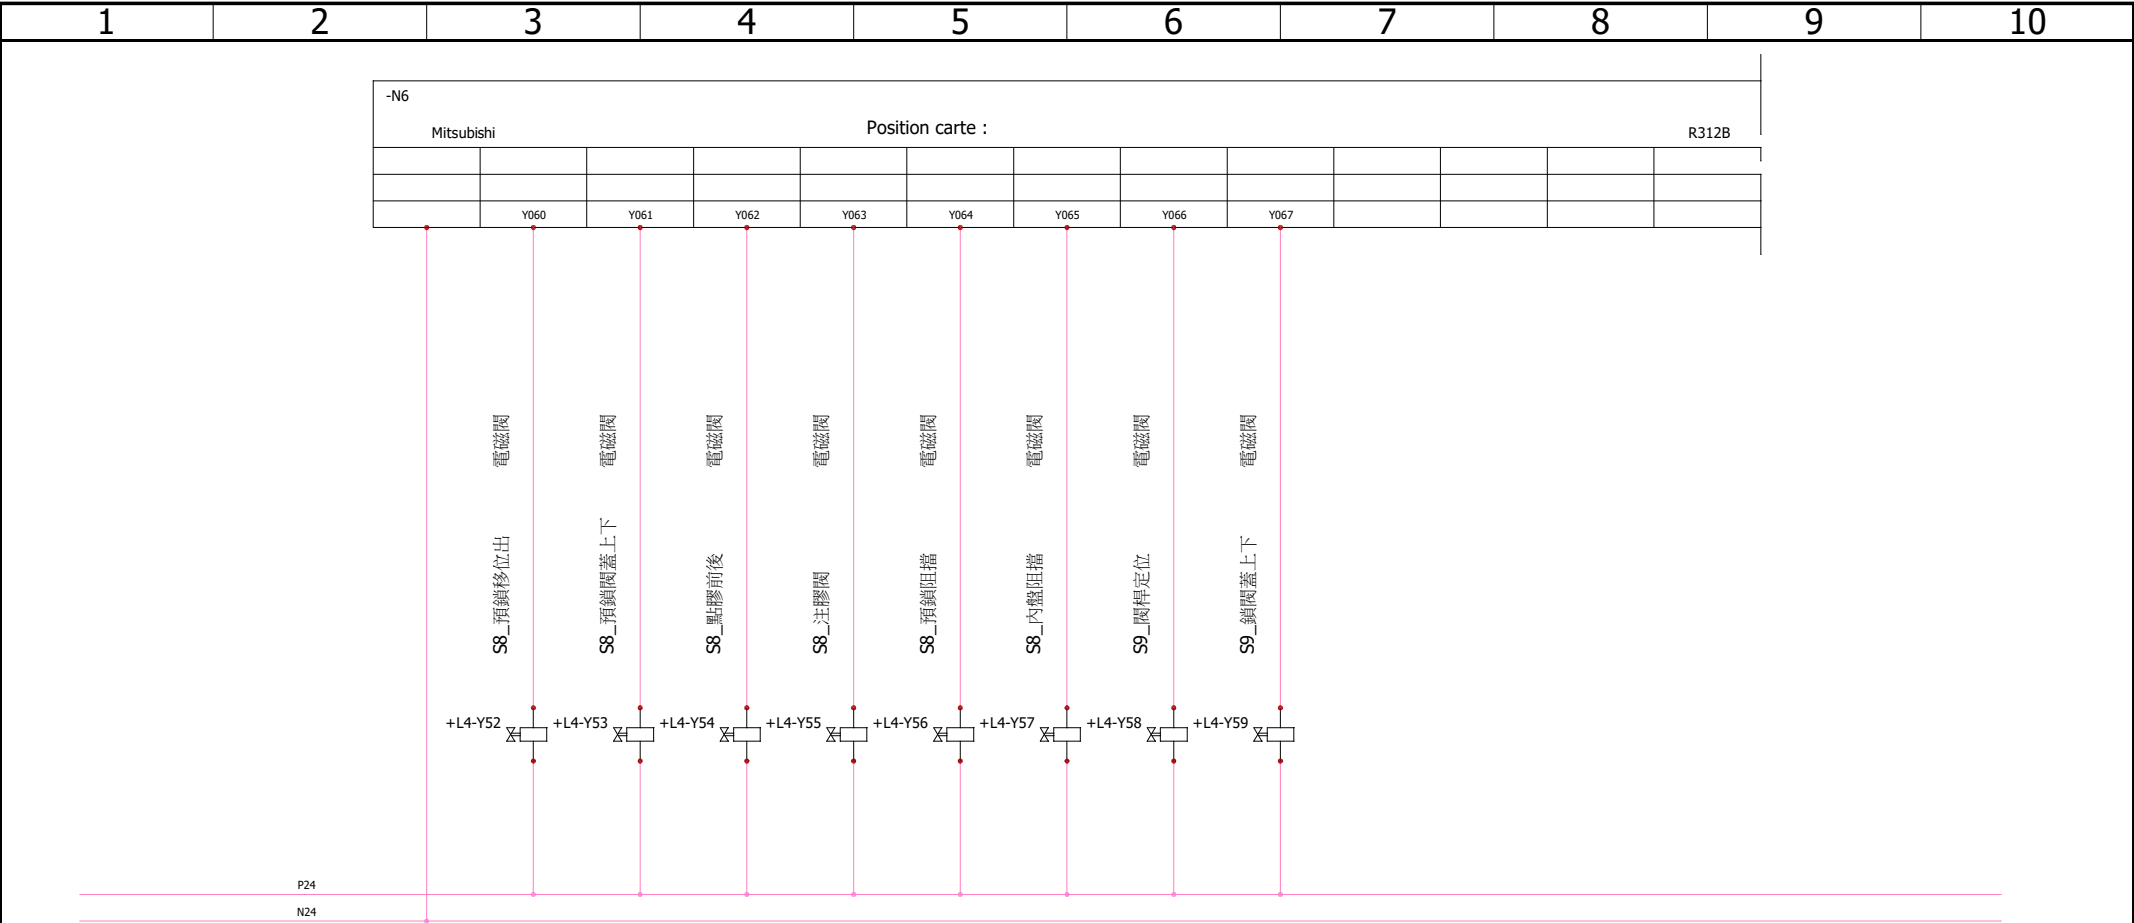 1 2 3 4 5 6 7 8 9 10
-N6
Mitsubishi Position carte : R312B
Y060 Y061 Y062 Y063 Y064 Y065 Y066 Y067
S8_預鎖移位出 電磁閥
S8_預鎖閥蓋上下 電磁閥
S8_點膠前後 電磁閥
S8_注膠閥 電磁閥
S8_預鎖阻擋 電磁閥
S8_內盤阻擋 電磁閥
S9_閥桿定位 電磁閥
S9_鎖閥蓋上下 電磁閥
+L4-Y52 +L4-Y53 +L4-Y54 +L4-Y55 +L4-Y56 +L4-Y57 +L4-Y58 +L4-Y59
P24
N24